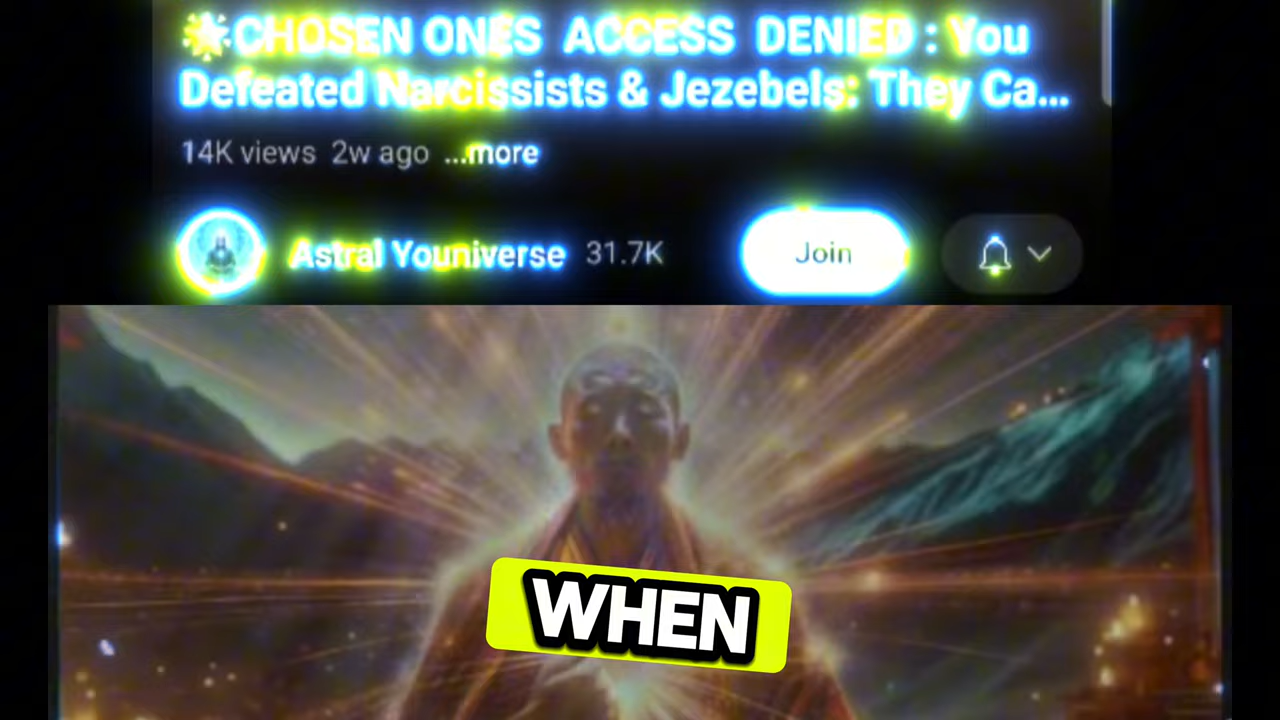 🌟CHOSEN ONES ACCESS DENIED : You
Defeated Narcissists & Jezebels: They Ca...
14K views 2w ago ...more
Astral Youniverse 31.7K Join
WHEN